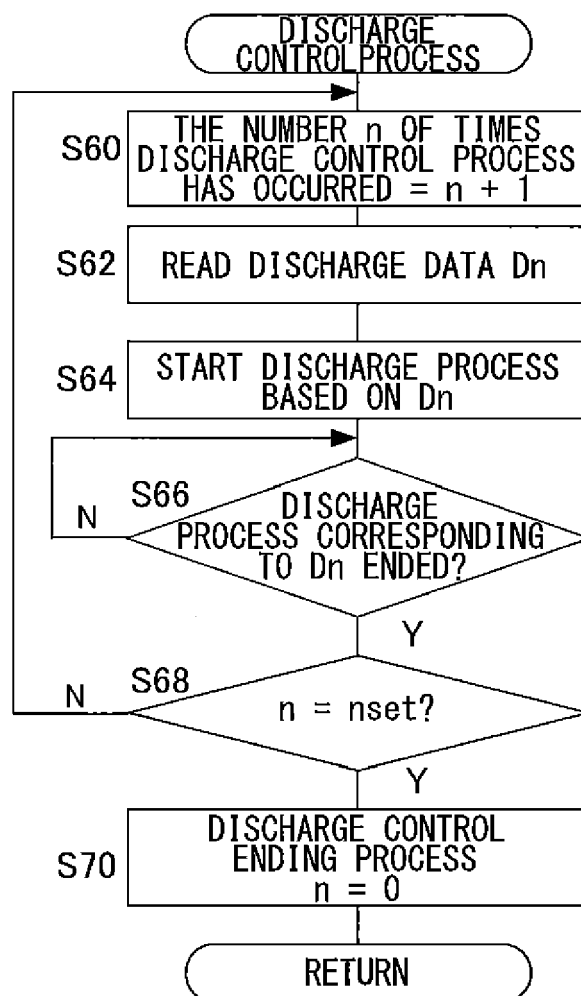 DISCHARGE
CONTROLPROCESS
S60
THE NUMBER n OF TIMES
DISCHARGE CONTROL PROCESS
HAS OCCURRED = n + 1
S62
READ DISCHARGE DATA Dn
S64
START DISCHARGE PROCESS
BASED ON Dn
S66
N
DISCHARGE
PROCESS CORRESPONDING
TO Dn ENDED?
Y
S68
N
n = nset?
Y
S70
DISCHARGE CONTROL
ENDING PROCESS
n = 0
RETURN